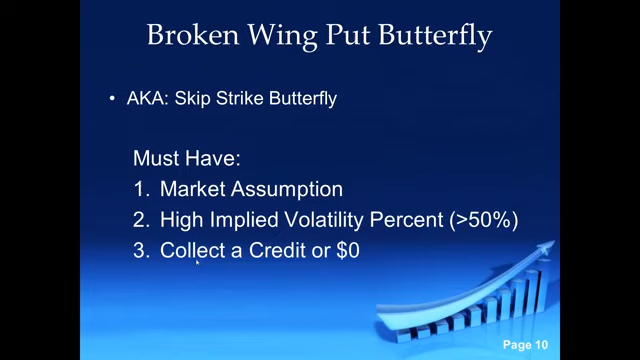 Broken Wing Put Butterfly
• AKA: Skip Strike Butterfly
Must Have:
1. Market Assumption
2. High Implied Volatility Percent (>50%)
3. Collect a Credit or $0
Page 10